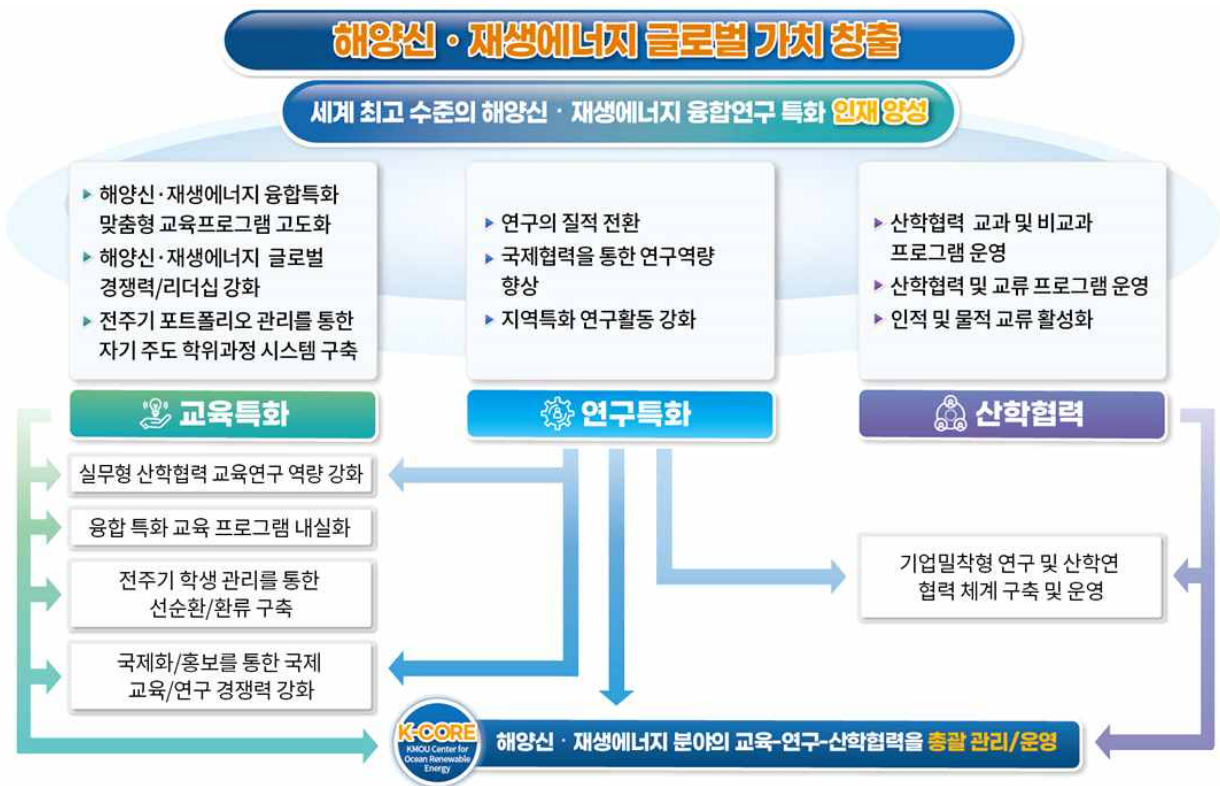 해양신 · 재생에너지 글로벌 가치 창출
세계 최고 수준의 해양신 · 재생에너지 융합연구 특화 인재 양성
해양신·재생에너지 융합특화
맞춤형 교육프로그램 고도화
해양신·재생에너지 글로벌
경쟁력/리더십 강화
전주기 포트폴리오 관리를 통한
자기 주도 학위과정 시스템 구축
교육특화
연구의 질적 전환
국제협력을 통한 연구역량
향상
지역특화 연구활동 강화
연구특화
산학협력 교과 및 비교과
프로그램 운영
산학협력 및 교류 프로그램 운영
인적 및 물적 교류 활성화
산학협력
실무형 산학협력 교육연구 역량 강화
융합 특화 교육 프로그램 내실화
전주기 학생 관리를 통한
선순환/환류 구축
국제화/홍보를 통한 국제
교육/연구 경쟁력 강화
기업밀착형 연구 및 산학연
협력 체계 구축 및 운영
K-CORE
KMOU Center for
Ocean Renewable
Energy
해양신 · 재생에너지 분야의 교육-연구-산학협력을 총괄 관리/운영